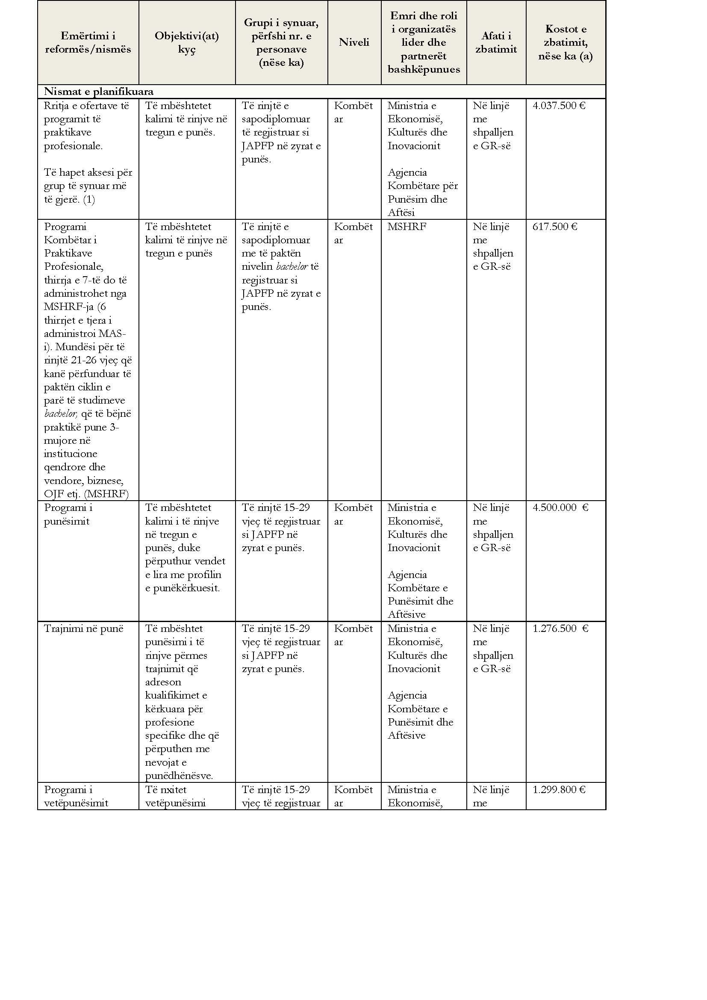 Emërtimi i
reformës/nismës
Objektivi(at)
kyç
Grupi i synuar,
përfshi nr. e
personave
(nëse ka)
Niveli
Emri dhe roli
i organizatës
lider dhe
partnerët
bashkëpunues
Afati i
zbatimit
Kostot e
zbatimit,
nëse ka (a)
Nismat e planifikuara
Rritja e ofertave të
programit të
praktikave
profesionale.
Të hapet aksesi për
grup të synuar më
të gjerë. (1)
Të mbështetet
kalimi të rinjve në
tregun e punës.
Të rinjtë e
sapodiplomuar
të regjistruar si
JAPFP në zyrat e
punës.
Kombët
ar
Ministria e
Ekonomisë,
Kulturës dhe
Inovacionit
Agjencia
Kombëtare për
Punësim dhe
Aftësi
Në linjë
me
shpalljen
e GR-së
4.037.500 €
Programi
Kombëtar i
Praktikave
Profesionale,
thirrja e 7-të do të
administrohet nga
MSHRF-ja (6
thirrjet e tjera i
administroi MAS-
i). Mundësi për të
rinjtë 21-26 vjeç që
kanë përfunduar të
paktën ciklin e
parë të studimeve
bachelor, që të bëjnë
praktikë pune 3-
mujore në
institucione
qendrore dhe
vendore, biznese,
OJF etj. (MSHRF)
Të mbështetet
kalimi të rinjve në
tregun e punës
Të rinjtë e
sapodiplomuar
me të paktën
nivelin bachelor të
regjistruar si
JAPFP në zyrat e
punës.
Kombët
ar
MSHRF
Në linjë
me
shpalljen
e GR-së
617.500 €
Programi i
punësimit
Të mbështetet
kalimi i të rinjve
në tregun e
punës, duke
përputhur vendet
e lira me profilin
e punëkërkuesit.
Të rinjtë 15-29
vjeç të regjistruar
si JAPFP në
zyrat e punës.
Kombët
ar
Ministria e
Ekonomisë,
Kulturës dhe
Inovacionit
Agjencia
Kombëtare e
Punësimit dhe
Aftësive
Në linjë
me
shpalljen
e GR-së
4.500.000 €
Trajnimi në punë
Të mbështet
punësimi i të
rinjve përmes
trajnimit që
adreson
kualifikimet e
kërkuara për
profesione
specifike dhe që
përputhen me
nevojat e
punëdhënësve.
Të rinjtë 15-29
vjeç të regjistruar
si JAPFP në
zyrat e punës.
Kombët
ar
Ministria e
Ekonomisë,
Kulturës dhe
Inovacionit
Agjencia
Kombëtare e
Punësimit dhe
Aftësive
Në linjë
me
shpalljen
e GR-së
1.276.500 €
Programi i
vetëpunësimit
Të nxitet
vetëpunësimi
Të rinjtë 15-29
vjeç të regjistruar
Kombët
ar
Ministria e
Ekonomisë,
Në linjë
me
1.299.800 €